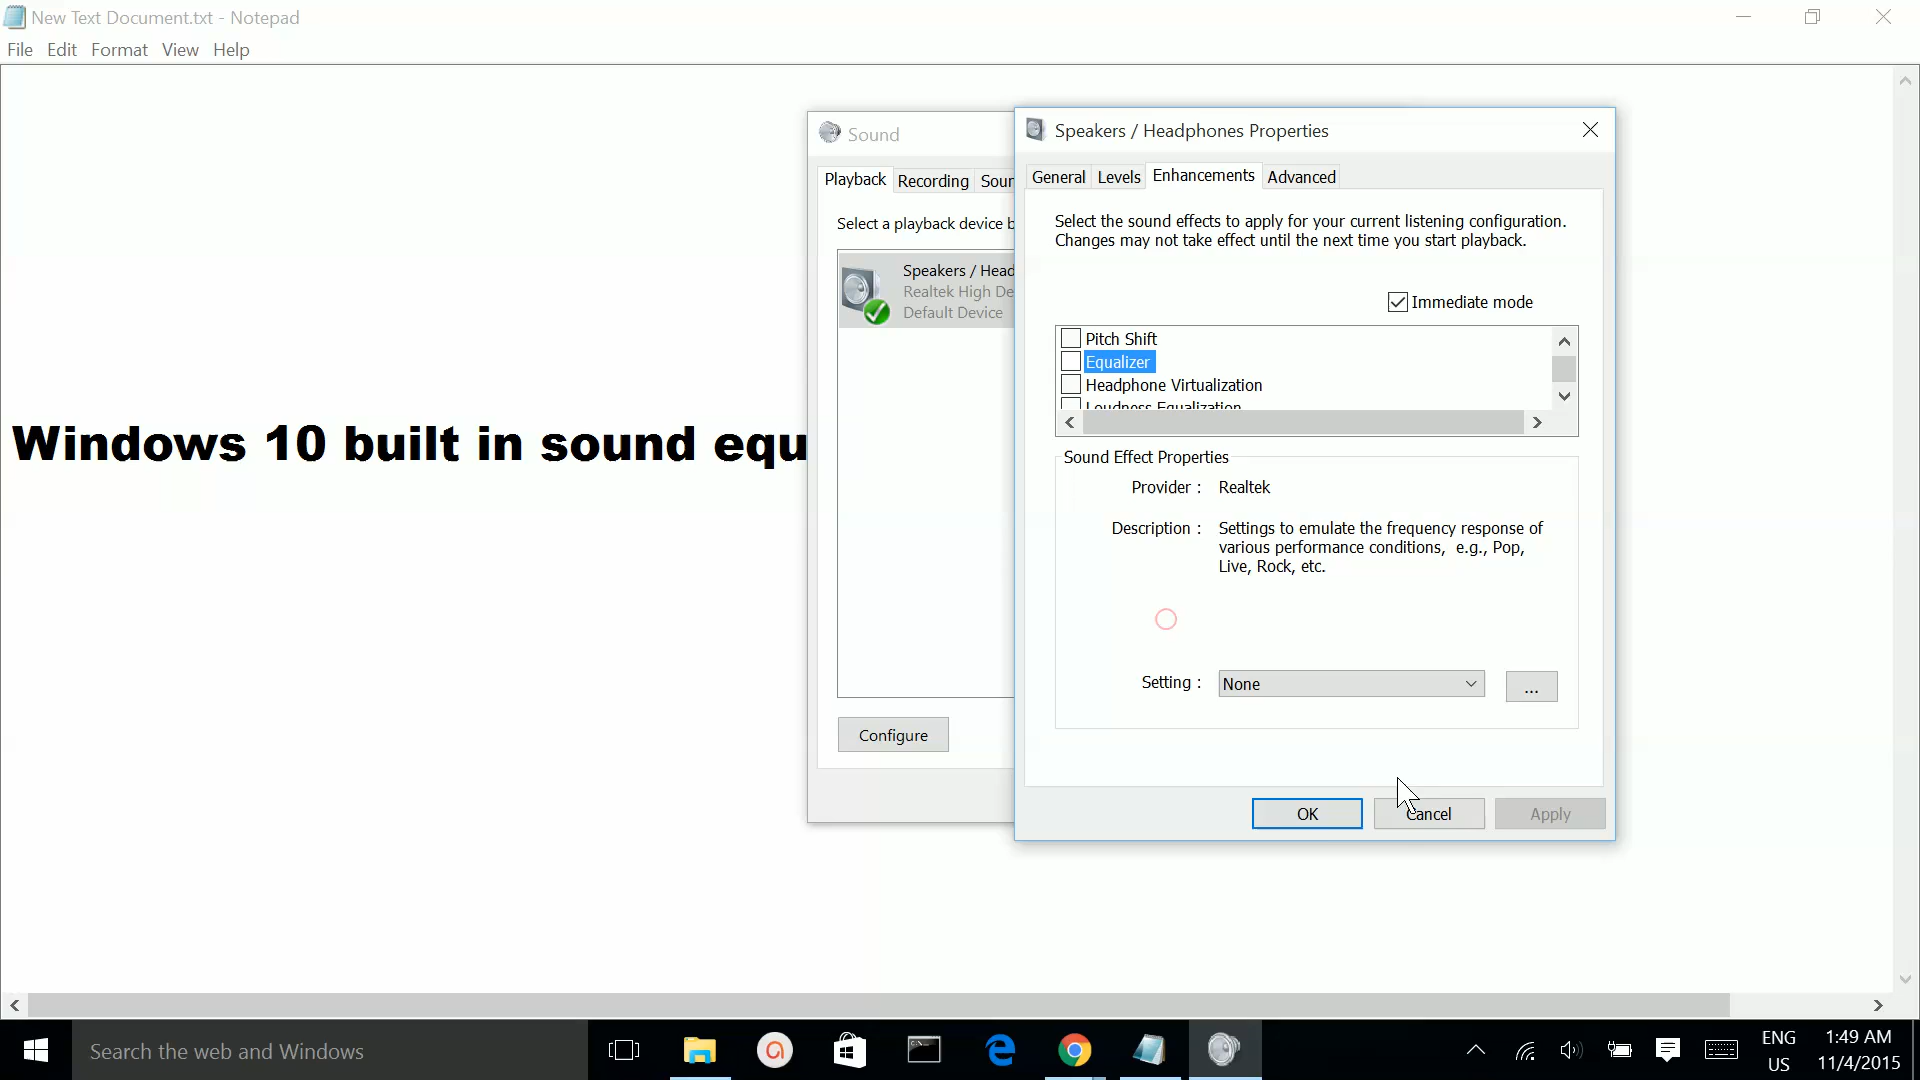 New Text Document.txt - Notepad
File Edit Format View Help
Sound
Playback Recording Soun
Select a playback device b
Speakers / Head
Realtek High De
Default Device
Configure
Windows 10 built in sound equ
Speakers / Headphones Properties
General Levels Enhancements Advanced
Select the sound effects to apply for your current listening configuration.
Changes may not take effect until the next time you start playback.
Immediate mode
Pitch Shift
Equalizer
Headphone Virtualization
Loudness Equalization
Sound Effect Properties
Provider : Realtek
Description : Settings to emulate the frequency response of
various performance conditions, e.g., Pop,
Live, Rock, etc.
Setting : None ...
OK Cancel Apply
Search the web and Windows
ENG
US
1:49 AM
11/4/2015